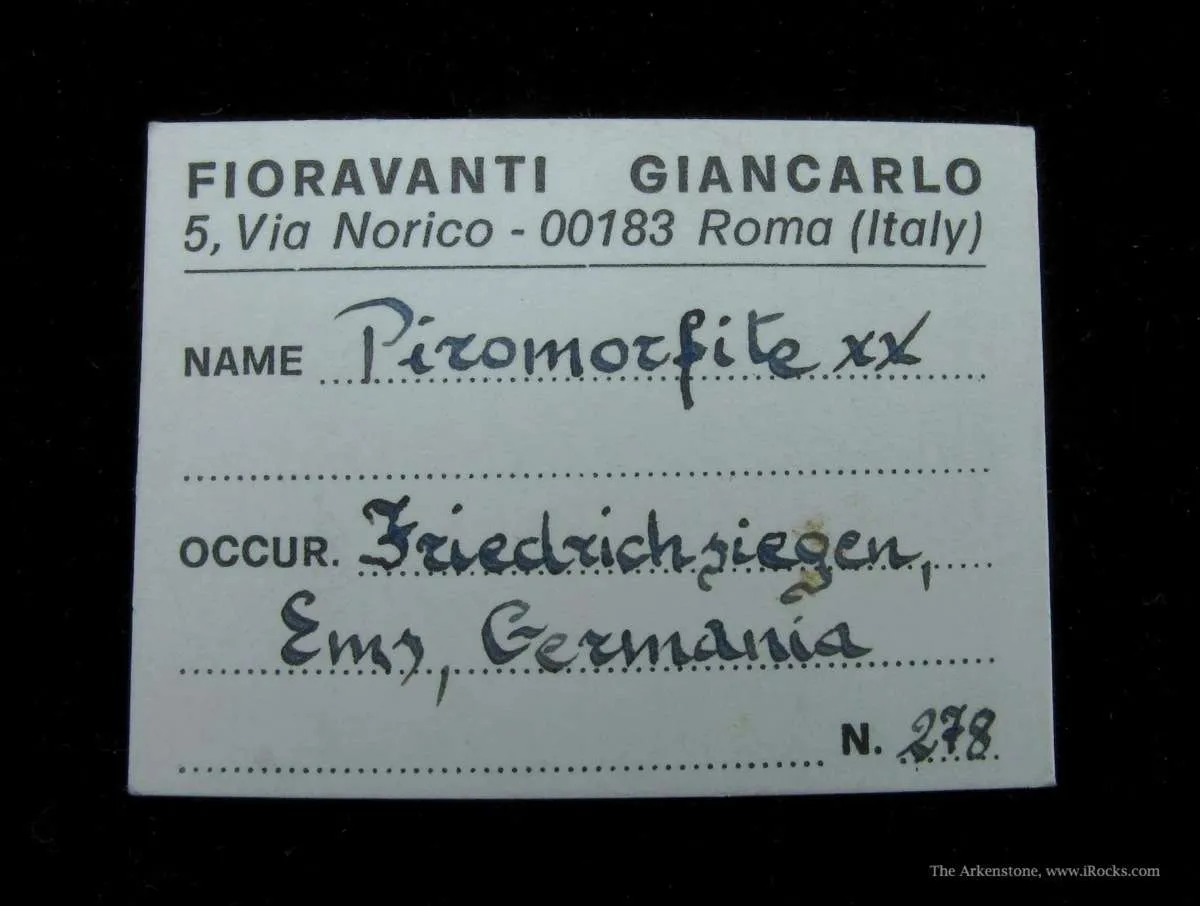 FIORAVANTI GIANCARLO
5, Via Norico - 00183 Roma (Italy)
NAME Piromorfite xx
OCCUR. Friedrichsiegen,
Ems, Germania
N. 278
The Arkenstone, www.iRocks.com